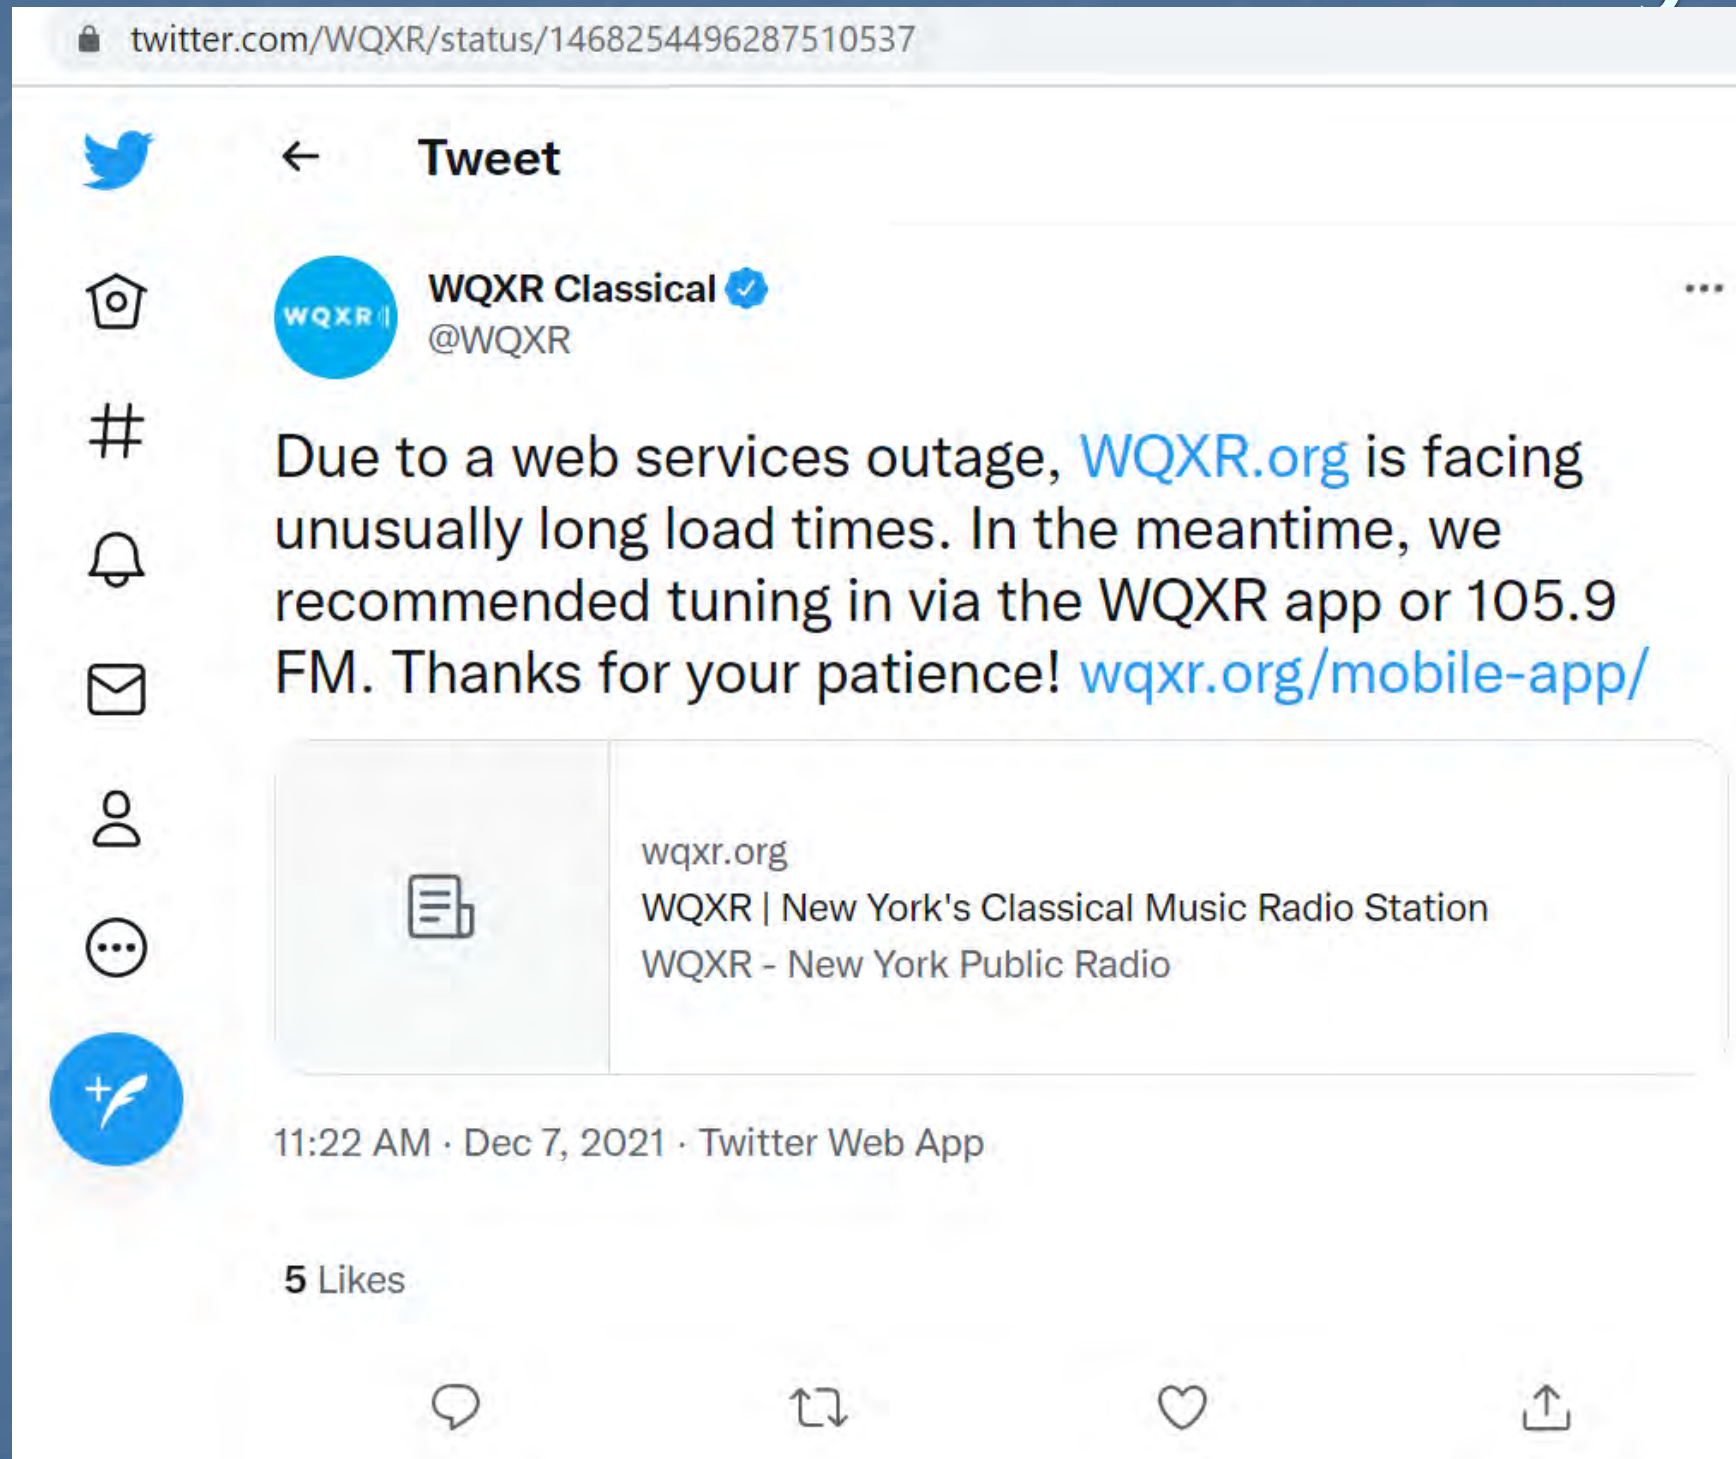 twitter.com/WQXR/status/1468254496287510537
Tweet
WQXR
WQXR Classical
@WQXR
Due to a web services outage, WQXR.org is facing
unusually long load times. In the meantime, we
recommended tuning in via the WQXR app or 105.9
FM. Thanks for your patience! wqxr.org/mobile-app/
wqxr.org
WQXR | New York's Classical Music Radio Station
WQXR - New York Public Radio
11:22 AM · Dec 7, 2021 · Twitter Web App
5 Likes